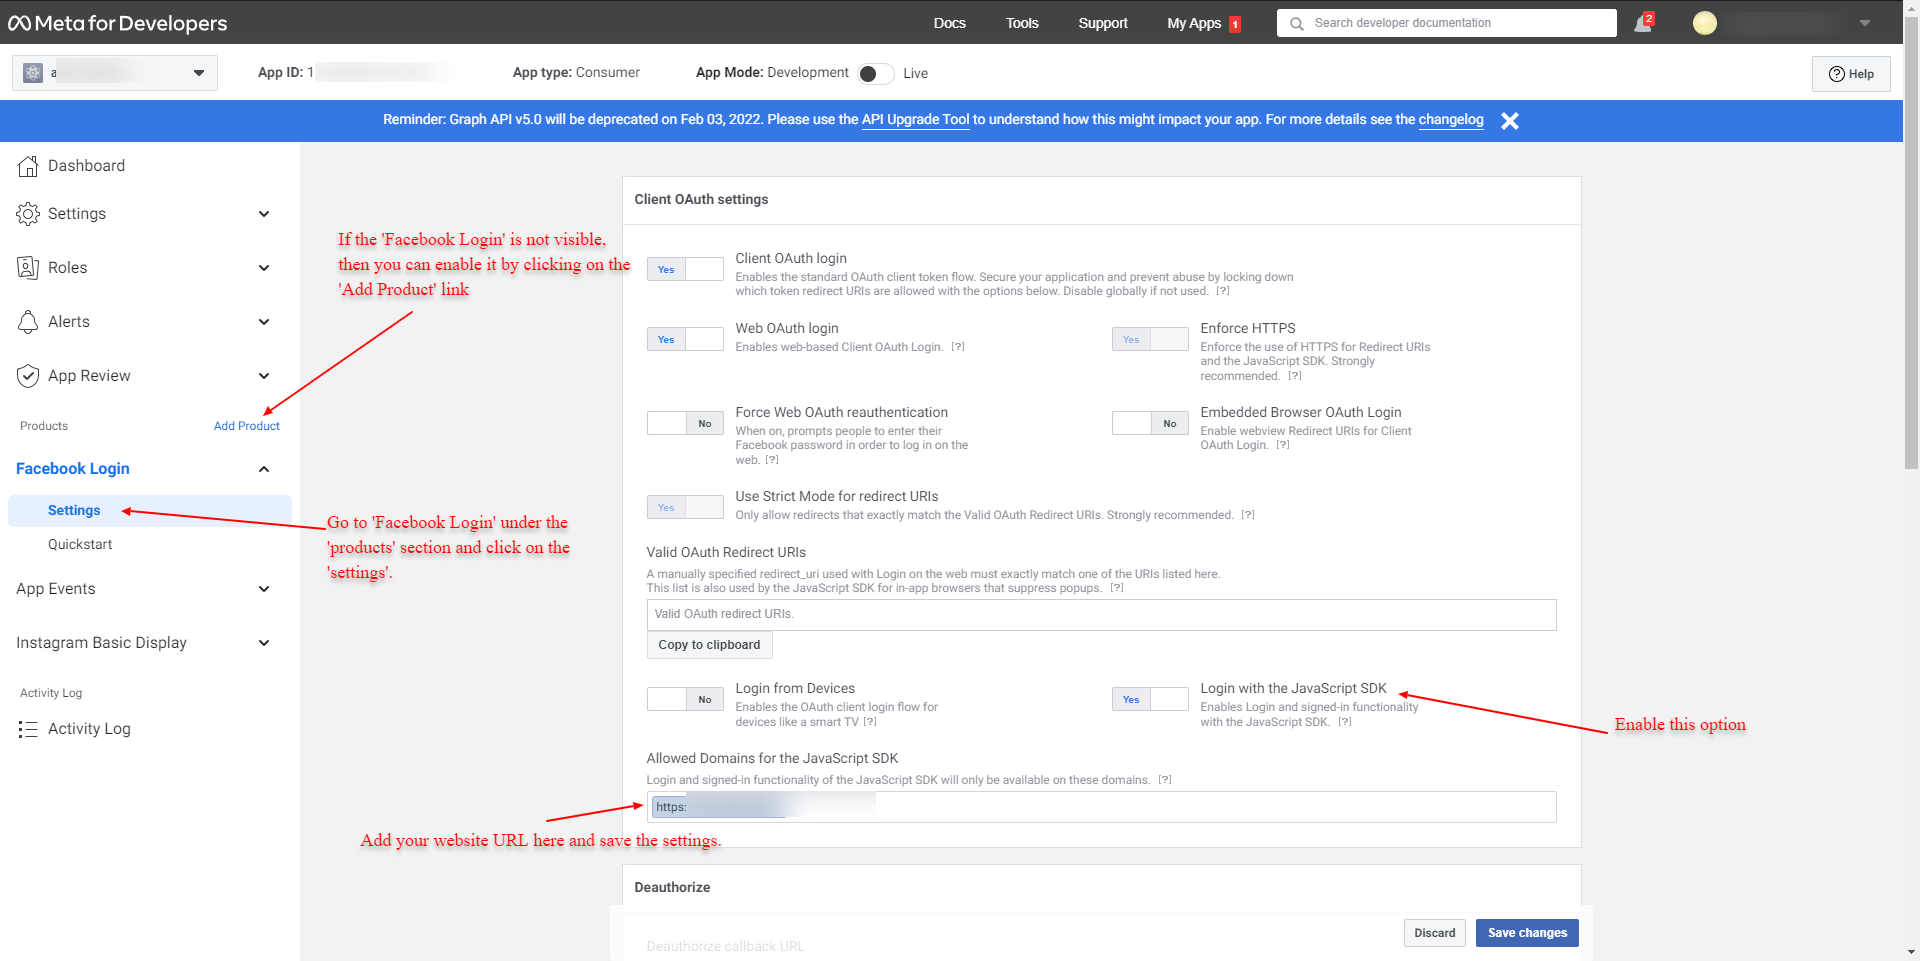 Meta for Developers
Docs
Tools
Support
My Apps 1
Search developer documentation
2
a
App ID: 1
App type: Consumer
App Mode: Development
Live
Help
Reminder: Graph API v5.0 will be deprecated on Feb 03, 2022. Please use the API Upgrade Tool to understand how this might impact your app. For more details see the changelog
Dashboard
Settings
Roles
Alerts
App Review
Products
Add Product
Facebook Login
Settings
Quickstart
App Events
Instagram Basic Display
Activity Log
Activity Log
If the 'Facebook Login' is not visible,
then you can enable it by clicking on the
'Add Product' link
Go to 'Facebook Login' under the
'products' section and click on the
'settings'.
Client OAuth settings
Yes
Client OAuth login
Enables the standard OAuth client token flow. Secure your application and prevent abuse by locking down
which token redirect URIs are allowed with the options below. Disable globally if not used. [?]
Yes
Web OAuth login
Enables web-based Client OAuth Login. [?]
Yes
Enforce HTTPS
Enforce the use of HTTPS for Redirect URIs
and the JavaScript SDK. Strongly
recommended. [?]
No
Force Web OAuth reauthentication
When on, prompts people to enter their
Facebook password in order to log in on the
web. [?]
No
Embedded Browser OAuth Login
Enable webview Redirect URIs for Client
OAuth Login. [?]
Yes
Use Strict Mode for redirect URIs
Only allow redirects that exactly match the Valid OAuth Redirect URIs. Strongly recommended. [?]
Valid OAuth Redirect URIs
A manually specified redirect_uri used with Login on the web must exactly match one of the URIs listed here.
This list is also used by the JavaScript SDK for in-app browsers that suppress popups. [?]
Valid OAuth redirect URIs.
Copy to clipboard
No
Login from Devices
Enables the OAuth client login flow for
devices like a smart TV [?]
Yes
Login with the JavaScript SDK
Enables Login and signed-in functionality
with the JavaScript SDK. [?]
Enable this option
Allowed Domains for the JavaScript SDK
Login and signed-in functionality of the JavaScript SDK will only be available on these domains. [?]
https:
Add your website URL here and save the settings.
Deauthorize
Deauthorize callback URL
Discard
Save changes